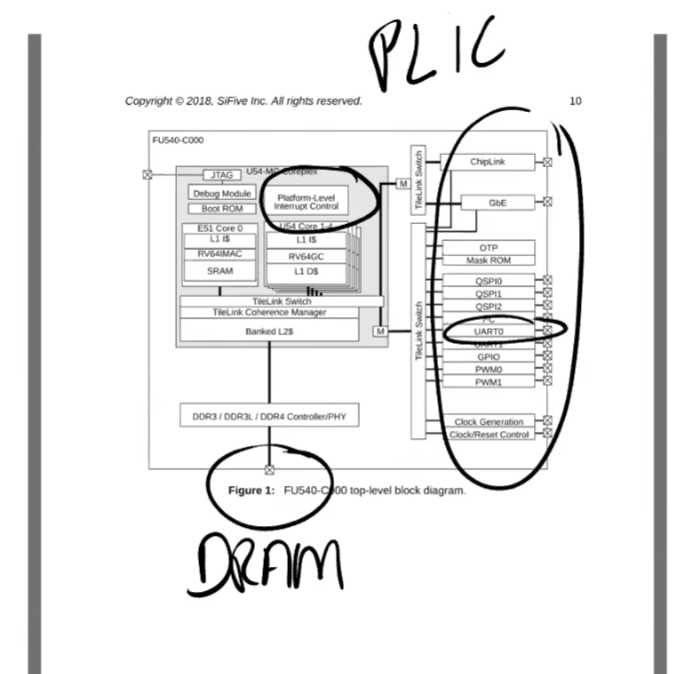 PLIC
Copyright © 2018, SiFive Inc. All rights reserved.
10
FU540-C000
JTAG
U54-MC Coreplex
Debug Module
Boot ROM
Platform-Level
Interrupt Control
E51 Core 0
L1 I$
RV64IMAC
SRAM
U54 Core 1-4
L1 I$
RV64GC
L1 D$
TileLink Switch
TileLink Coherence Manager
Banked L2$
M
M
TileLink Switch
TileLink Switch
ChipLink
GbE
OTP
Mask ROM
QSPI0
QSPI1
QSPI2
UART0
UART1
GPIO
PWM0
PWM1
Clock Generation
Clock/Reset Control
DDR3 / DDR3L / DDR4 Controller/PHY
Figure 1: FU540-C000 top-level block diagram.
DRAM